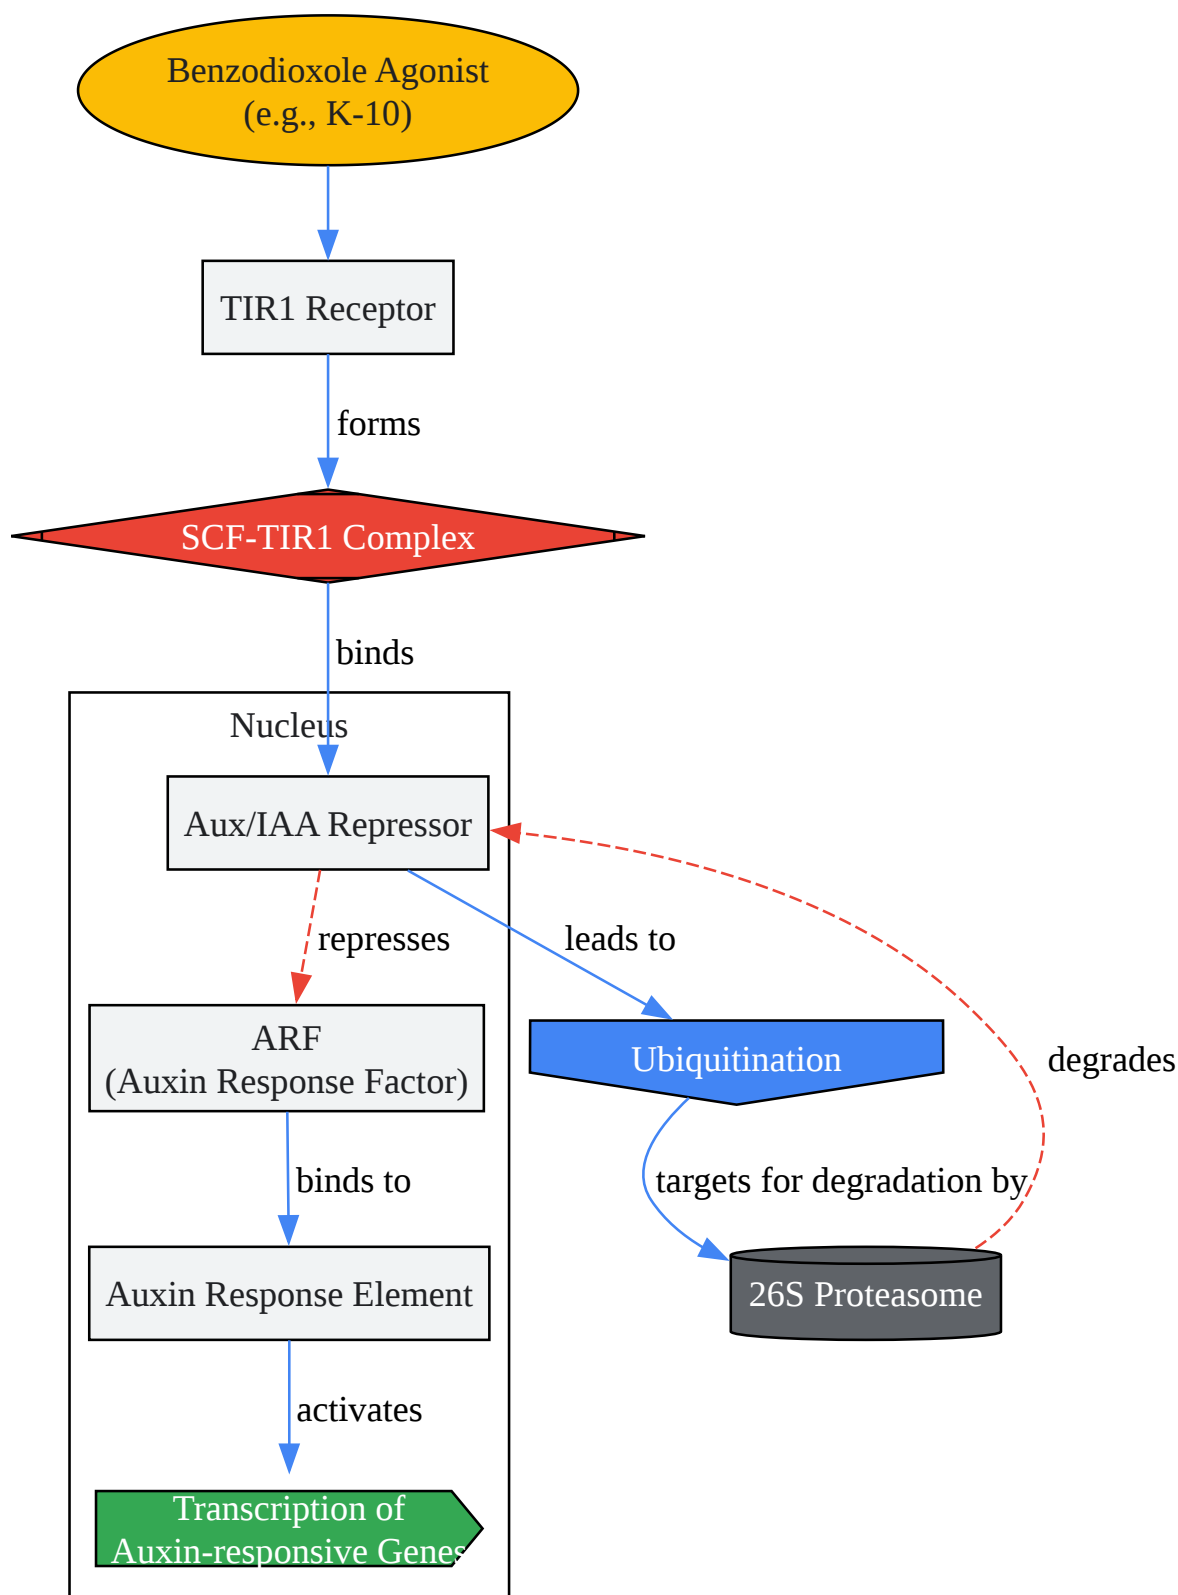 Benzodioxole Agonist
(e.g., K-10)
TIR1 Receptor
forms
SCF-TIR1 Complex
binds
Nucleus
Aux/IAA Repressor
represses
leads to
ARF
(Auxin Response Factor)
Ubiquitination
degrades
binds to
targets for degradation by
Auxin Response Element
26S Proteasome
activates
Transcription of
Auxin-responsive Genes